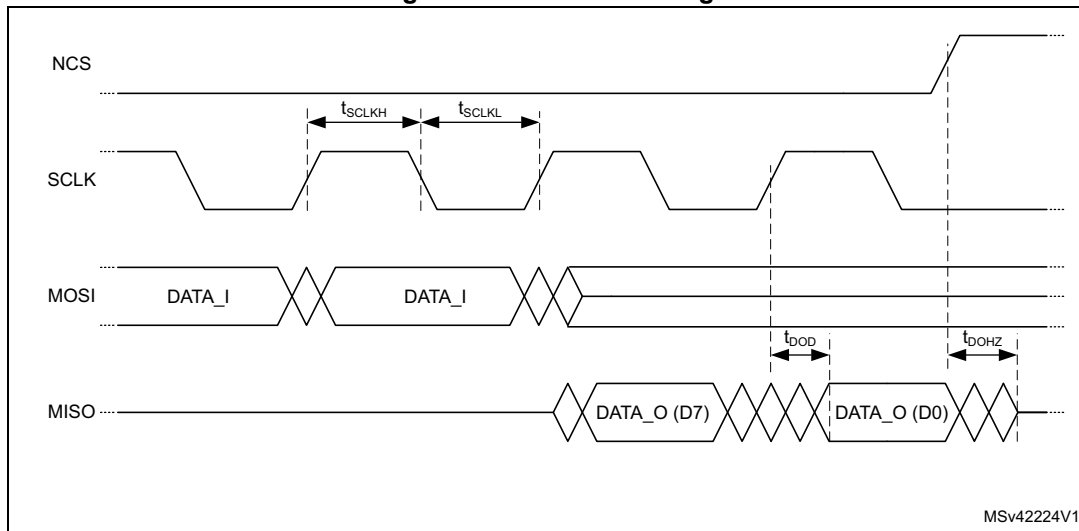 NCS
tSCLKH tSCLKL
SCLK
MOSI DATA_I DATA_I
tDOD tDOHZ
MISO DATA_O (D7) DATA_O (D0)
MSv42224V1